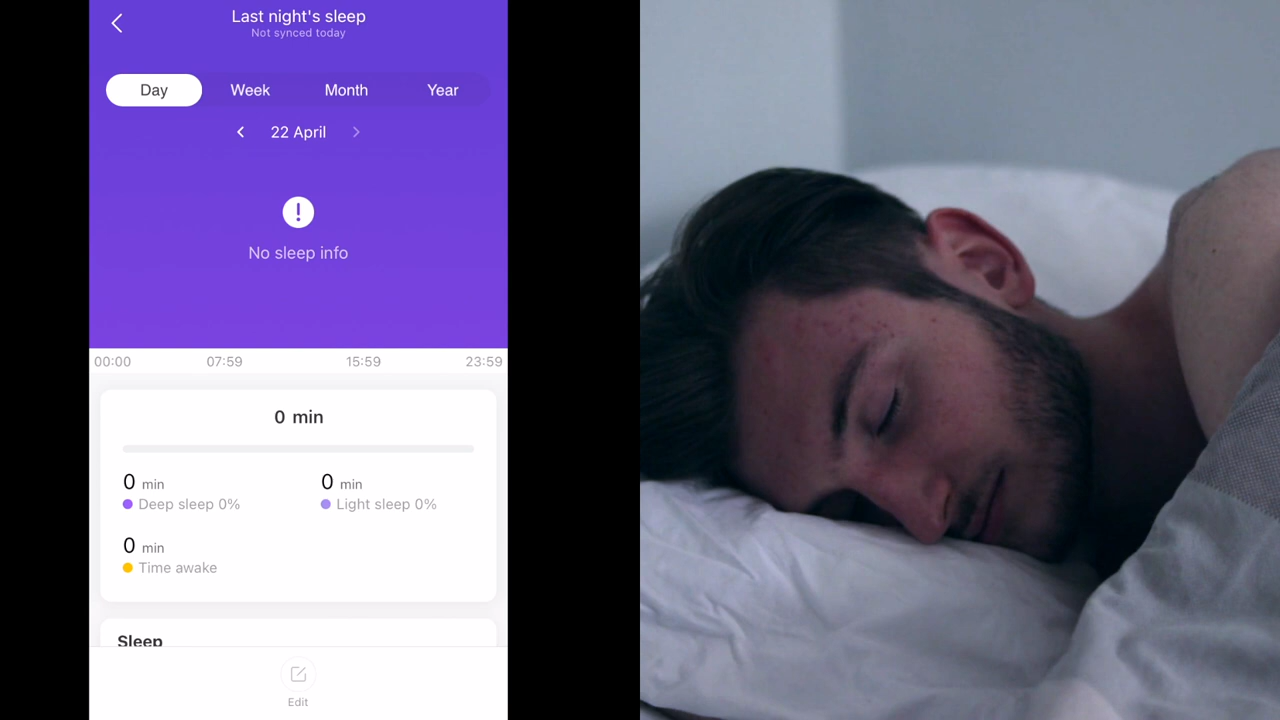 Last night's sleep
Not synced today
Day Week Month Year
22 April
!
No sleep info
00:00 07:59 15:59 23:59
0 min
0 min 0 min
Deep sleep 0% Light sleep 0%
0 min
Time awake
Sleep
Edit